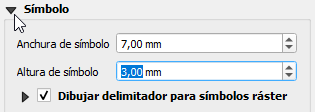 Símbolo
Anchura de símbolo 7,00 mm
Altura de símbolo 3,00 mm
Dibujar delimitador para símbolos ráster